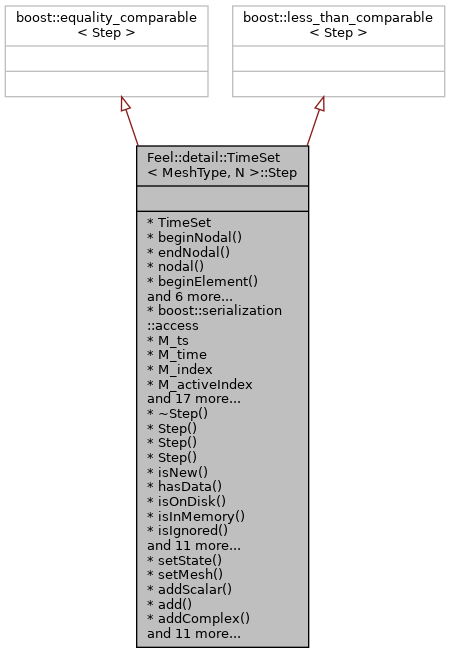 boost::equality_comparable
< Step >
boost::less_than_comparable
< Step >
Feel::detail::TimeSet
< MeshType, N >::Step
* TimeSet
* beginNodal()
* endNodal()
* nodal()
* beginElement()
and 6 more...
* boost::serialization
::access
* M_ts
* M_time
* M_index
* M_activeIndex
and 17 more...
* ~Step()
* Step()
* Step()
* Step()
* isNew()
* hasData()
* isOnDisk()
* isInMemory()
* isIgnored()
and 11 more...
* setState()
* setMesh()
* addScalar()
* add()
* addComplex()
and 11 more...